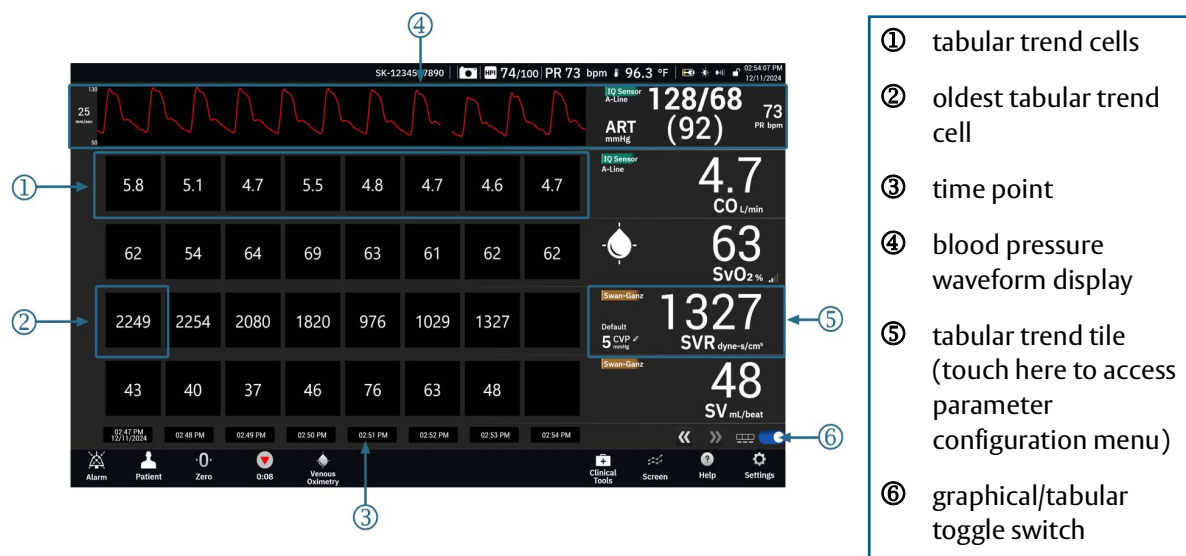 ④
SK-1234567890 HPI 74/100 PR 73 bpm 96.3 °F 02:54:07 PM
12/11/2024
130
25
mm/sec
50
IQ Sensor
A-Line
ART
mmHg
128/68
(92)
73
PR bpm
①
5.8 5.1 4.7 5.5 4.8 4.7 4.6 4.7
IQ Sensor
A-Line
4.7
CO L/min
62 54 64 69 63 61 62 62
63
SvO2 %
②
2249 2254 2080 1820 976 1029 1327
Swan-Ganz
Default
5 CVP
mmHg
1327
SVR dyne-s/cm⁵
⑤
43 40 37 46 76 63 48
Swan-Ganz
48
SV mL/beat
02:47 PM
12/11/2024
02:48 PM 02:49 PM 02:50 PM 02:51 PM 02:52 PM 02:53 PM 02:54 PM
⑥
Alarm Patient Zero 0:08 Venous
Oximetry
Clinical
Tools
Screen Help Settings
·0·
③
① tabular trend cells
② oldest tabular trend
cell
③ time point
④ blood pressure
waveform display
⑤ tabular trend tile
(touch here to access
parameter
configuration menu)
⑥ graphical/tabular
toggle switch